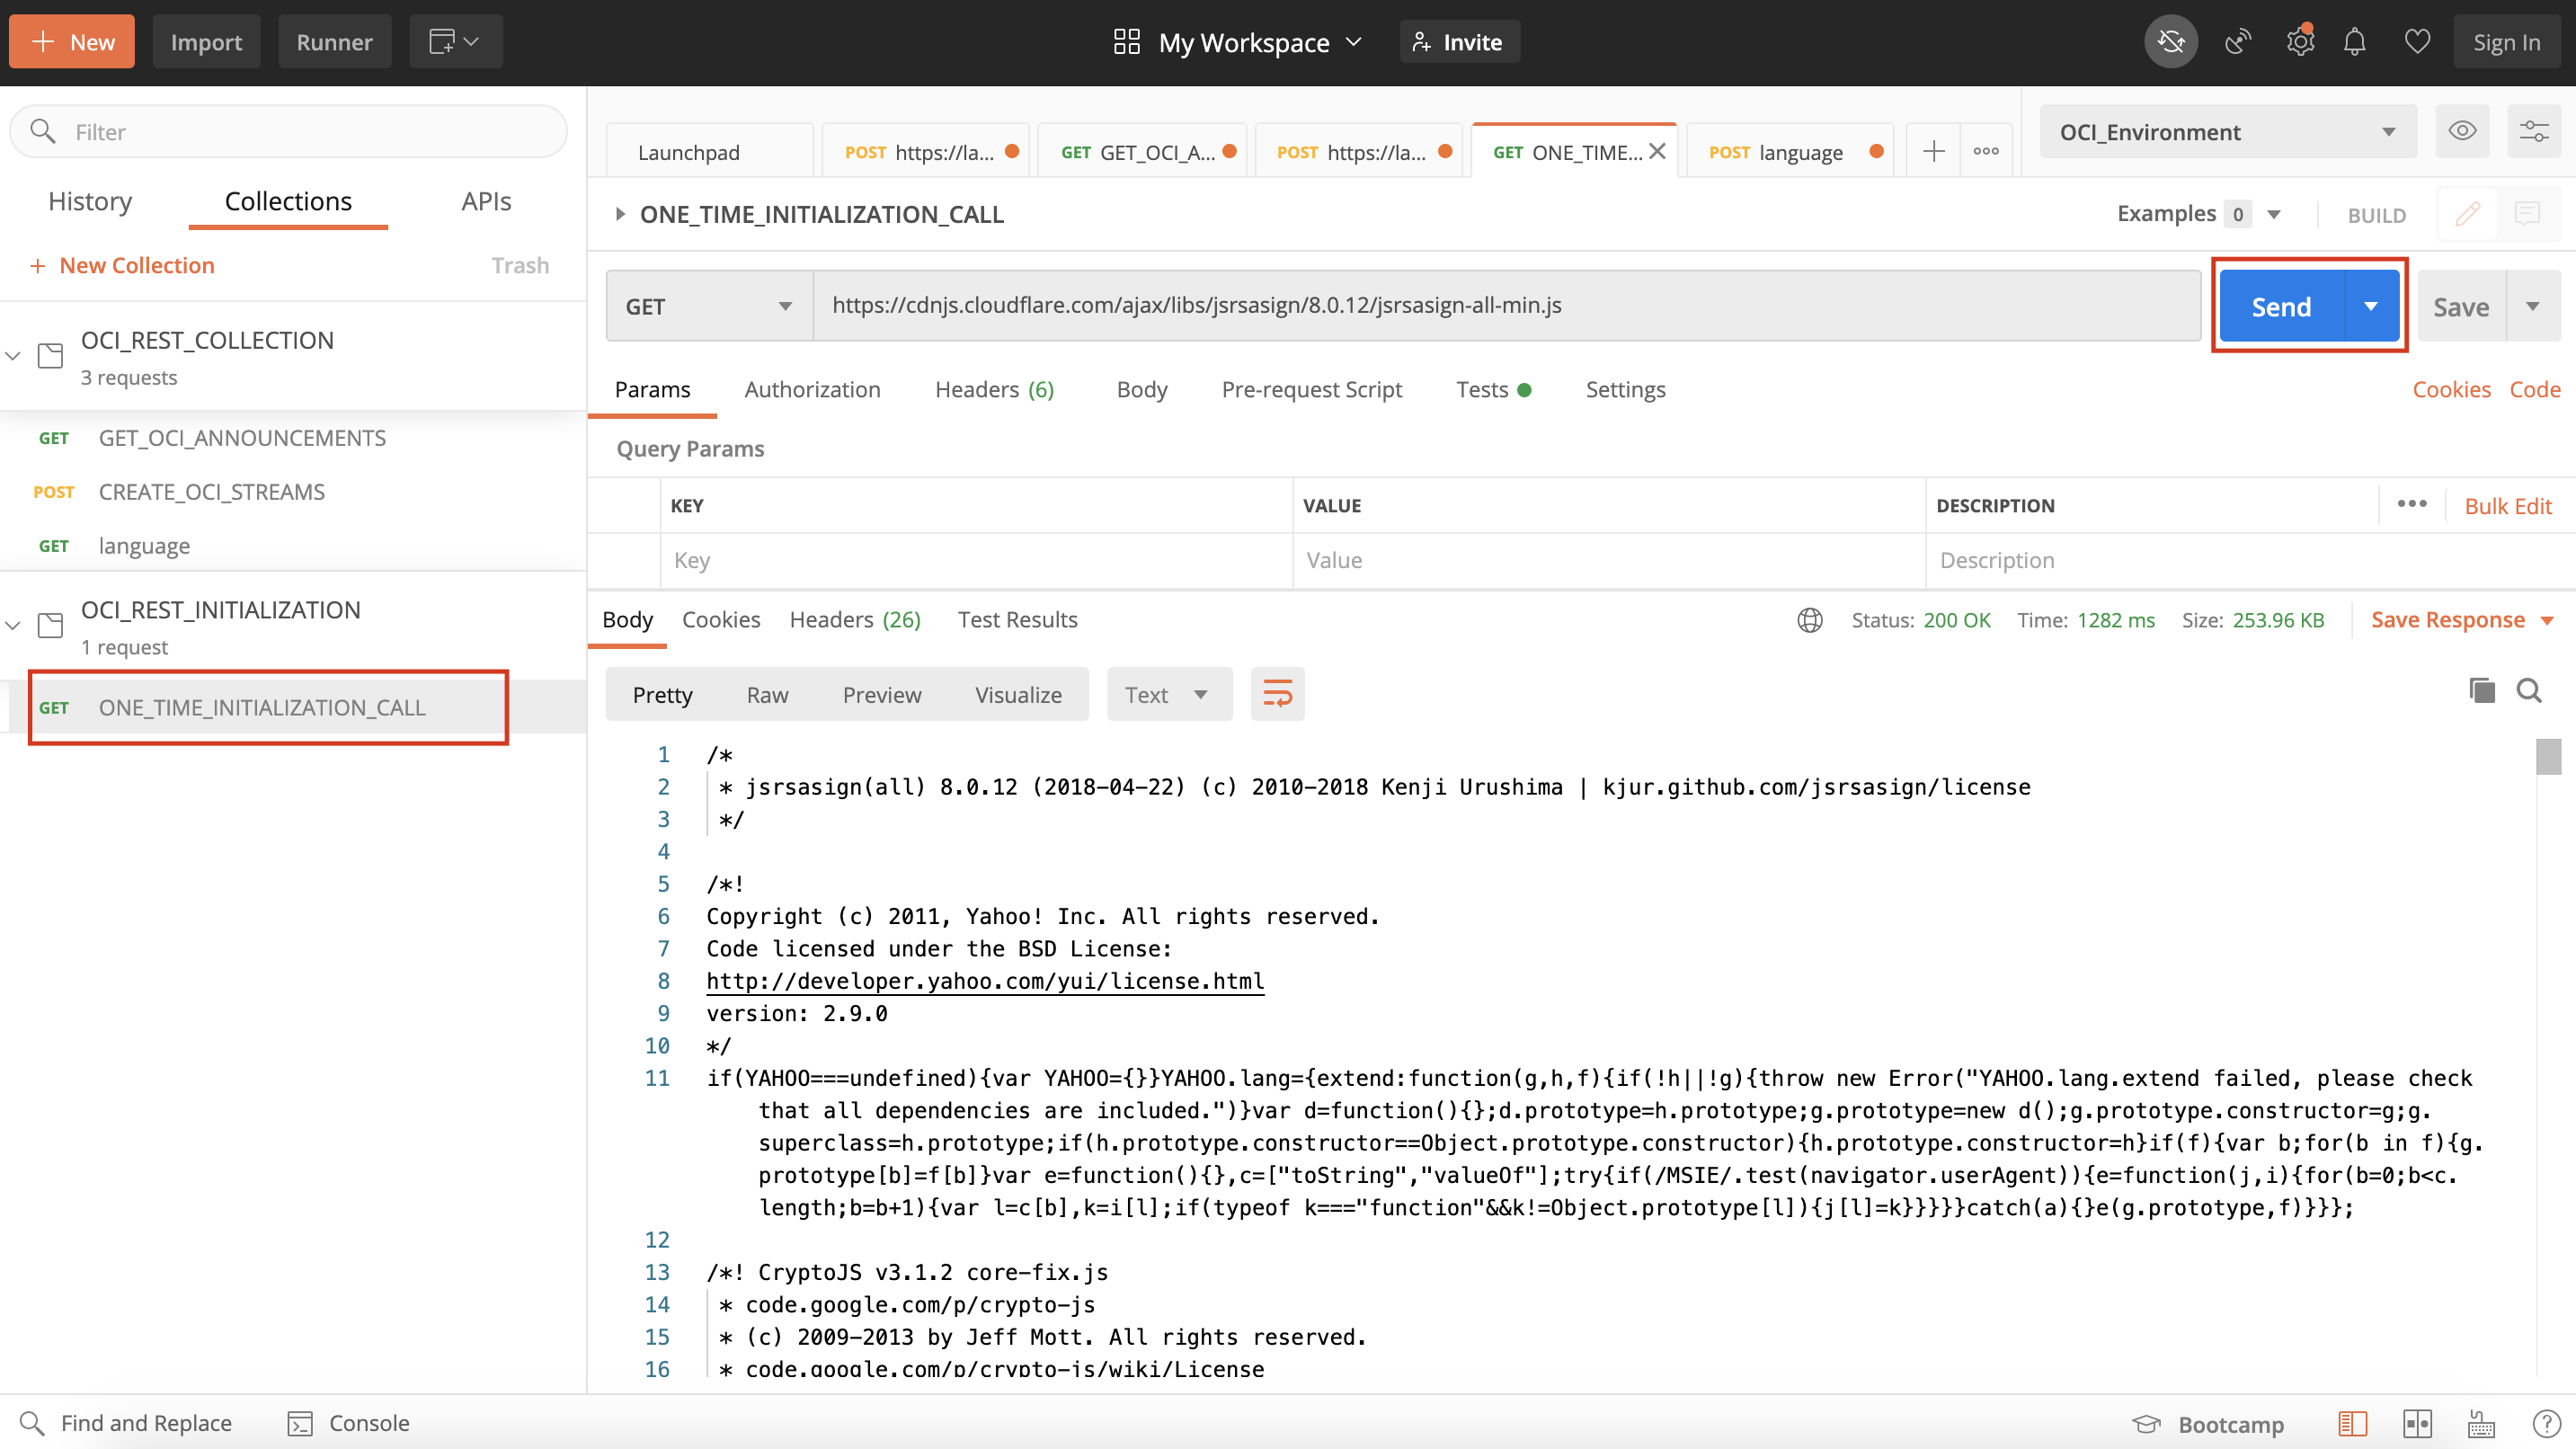 New
Import
Runner
My Workspace
Invite
Sign In
Filter
History
Collections
APIs
+ New Collection
Trash
OCI_REST_COLLECTION
3 requests
GET GET_OCI_ANNOUNCEMENTS
POST CREATE_OCI_STREAMS
GET language
OCI_REST_INITIALIZATION
1 request
GET ONE_TIME_INITIALIZATION_CALL
Launchpad
POST https://la...
GET GET_OCI_A...
POST https://la...
GET ONE_TIME...
POST language
OCI_Environment
ONE_TIME_INITIALIZATION_CALL
Examples 0
BUILD
GET
https://cdnjs.cloudflare.com/ajax/libs/jsrsasign/8.0.12/jsrsasign-all-min.js
Send
Save
Params
Authorization
Headers (6)
Body
Pre-request Script
Tests
Settings
Cookies
Code
Query Params
KEY
VALUE
DESCRIPTION
Bulk Edit
Key
Value
Description
Body
Cookies
Headers (26)
Test Results
Status: 200 OK
Time: 1282 ms
Size: 253.96 KB
Save Response
Pretty
Raw
Preview
Visualize
Text
1 /*
2 * jsrsasign(all) 8.0.12 (2018-04-22) (c) 2010-2018 Kenji Urushima | kjur.github.com/jsrsasign/license
3 */
4
5 /*!
6 Copyright (c) 2011, Yahoo! Inc. All rights reserved.
7 Code licensed under the BSD License:
8 http://developer.yahoo.com/yui/license.html
9 version: 2.9.0
10 */
11 if(YAHOO===undefined){var YAHOO={}}YAHOO.lang={extend:function(g,h,f){if(!h||!g){throw new Error("YAHOO.lang.extend failed, please check
that all dependencies are included.")}var d=function(){};d.prototype=h.prototype;g.prototype=new d();g.prototype.constructor=g;g.
superclass=h.prototype;if(h.prototype.constructor==Object.prototype.constructor){h.prototype.constructor=h}if(f){var b;for(b in f){g.
prototype[b]=f[b]}var e=function(){},c=["toString","valueOf"];try{if(/MSIE/.test(navigator.userAgent)){e=function(j,i){for(b=0;b<c.
length;b=b+1){var l=c[b],k=i[l];if(typeof k==="function"&&k!=Object.prototype[l]){j[l]=k}}}}}catch(a){}e(g.prototype,f)}}};
12
13 /*! CryptoJS v3.1.2 core-fix.js
14 * code.google.com/p/crypto-js
15 * (c) 2009-2013 by Jeff Mott. All rights reserved.
16 * code.google.com/p/crypto-js/wiki/License
Find and Replace
Console
Bootcamp